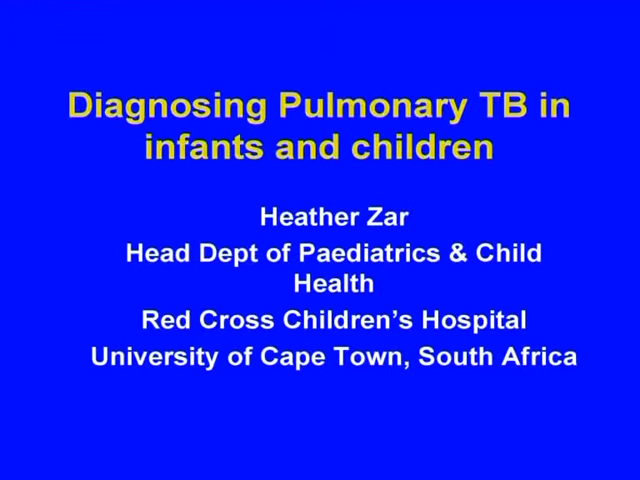 Diagnosing Pulmonary TB in
infants and children
Heather Zar
Head Dept of Paediatrics & Child
Health
Red Cross Children's Hospital
University of Cape Town, South Africa